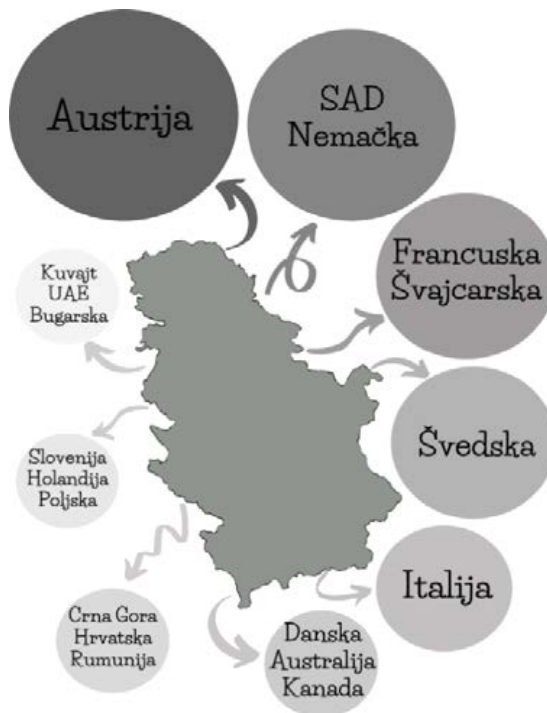 Austrija
SAD
Nemačka
Francuska
Švajcarska
Kuvajt
UAE
Bugarska
Švedska
Slovenija
Holandija
Poljska
Italija
Crna Gora
Hrvatska
Rumunija
Danska
Australija
Kanada